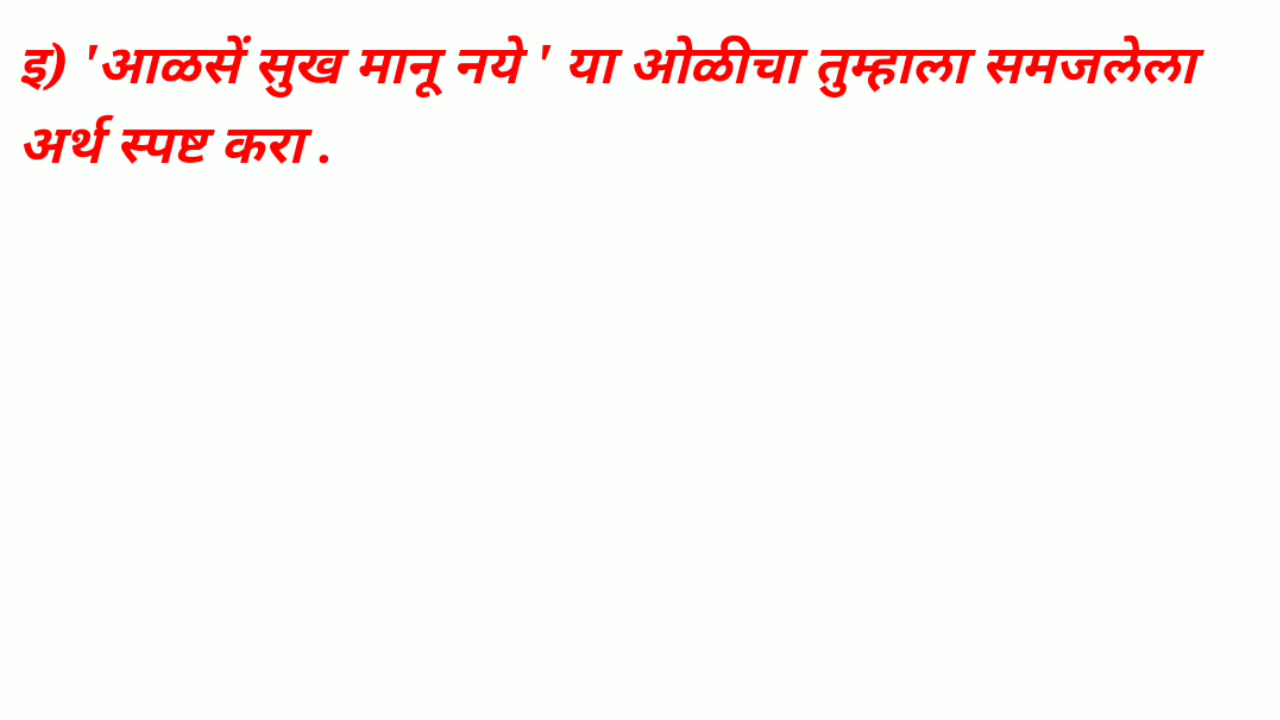 इ) 'आळसें सुख मानू नये ' या ओळीचा तुम्हाला समजलेला
अर्थ स्पष्ट करा .